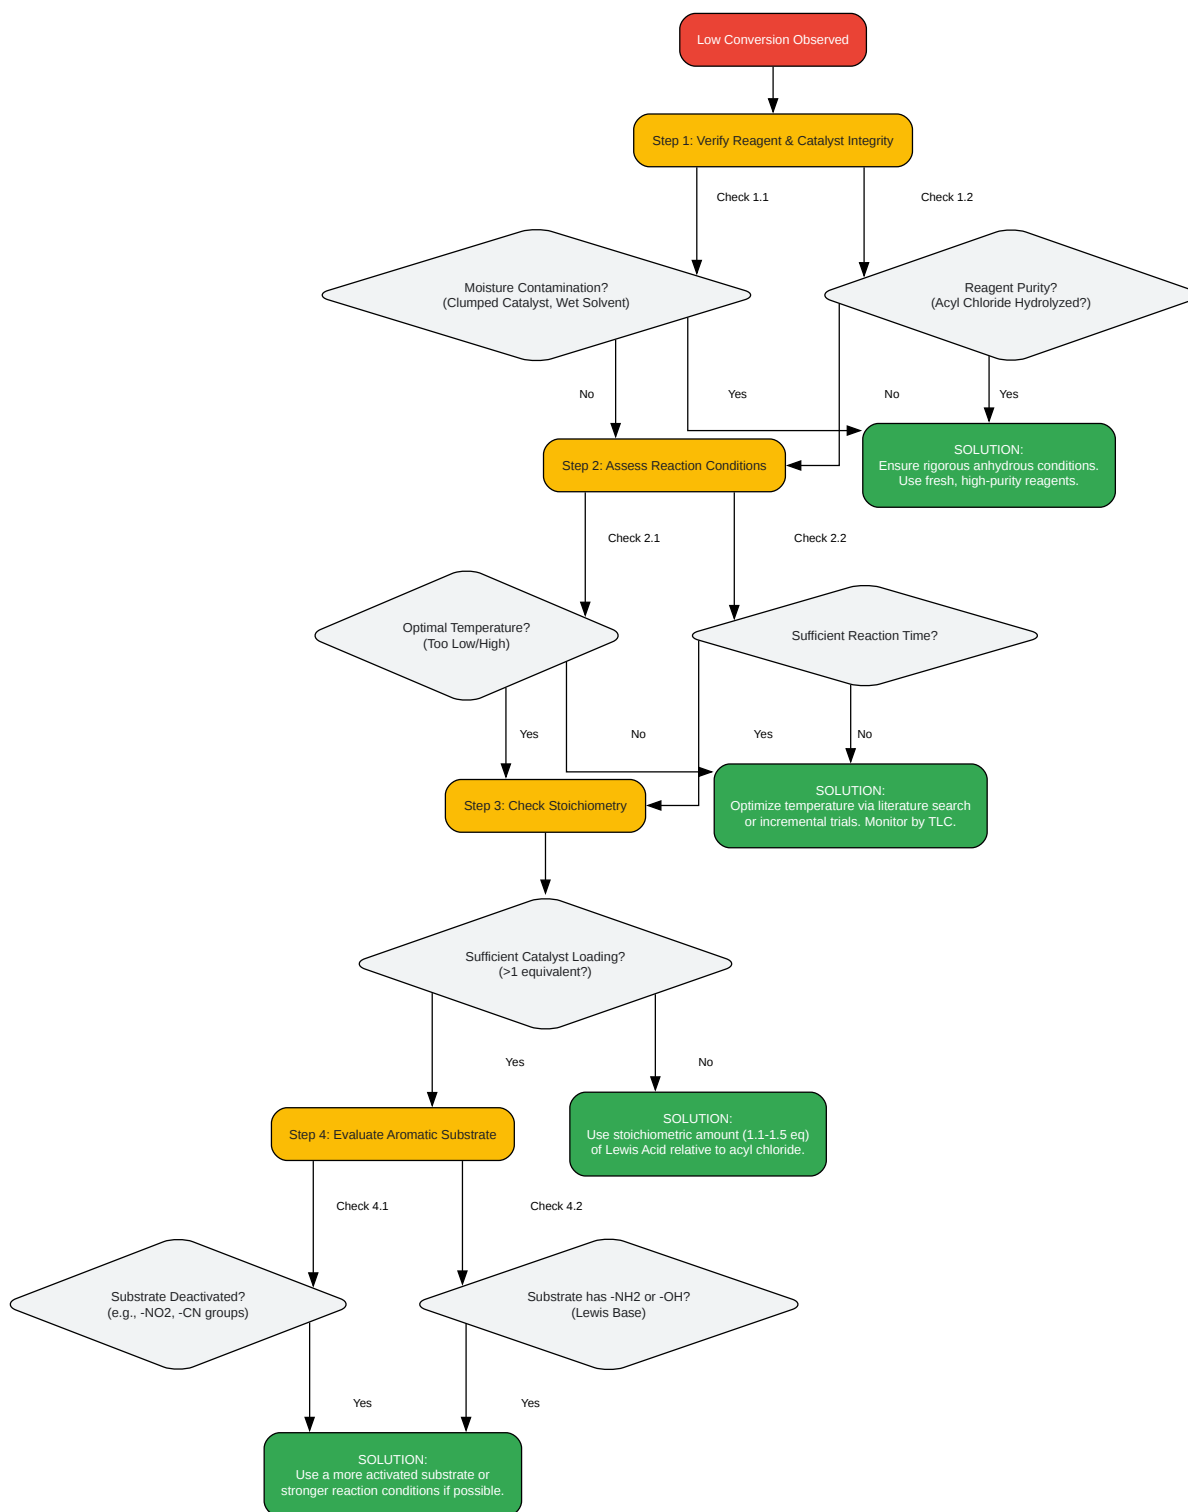 Low Conversion Observed
Step 1: Verify Reagent & Catalyst Integrity
Check 1.1
Check 1.2
Moisture Contamination?
(Clumped Catalyst, Wet Solvent)
Reagent Purity?
(Acyl Chloride Hydrolyzed?)
No
Yes
No
Yes
Step 2: Assess Reaction Conditions
SOLUTION:
Ensure rigorous anhydrous conditions.
Use fresh, high-purity reagents.
Check 2.1
Check 2.2
Optimal Temperature?
(Too Low/High)
Sufficient Reaction Time?
Yes
No
Yes
No
Step 3: Check Stoichiometry
SOLUTION:
Optimize temperature via literature search
or incremental trials. Monitor by TLC.
Sufficient Catalyst Loading?
(>1 equivalent?)
Yes
No
Step 4: Evaluate Aromatic Substrate
SOLUTION:
Use stoichiometric amount (1.1-1.5 eq)
of Lewis Acid relative to acyl chloride.
Check 4.1
Check 4.2
Substrate Deactivated?
(e.g., -NO2, -CN groups)
Substrate has -NH2 or -OH?
(Lewis Base)
Yes
Yes
SOLUTION:
Use a more activated substrate or
stronger reaction conditions if possible.